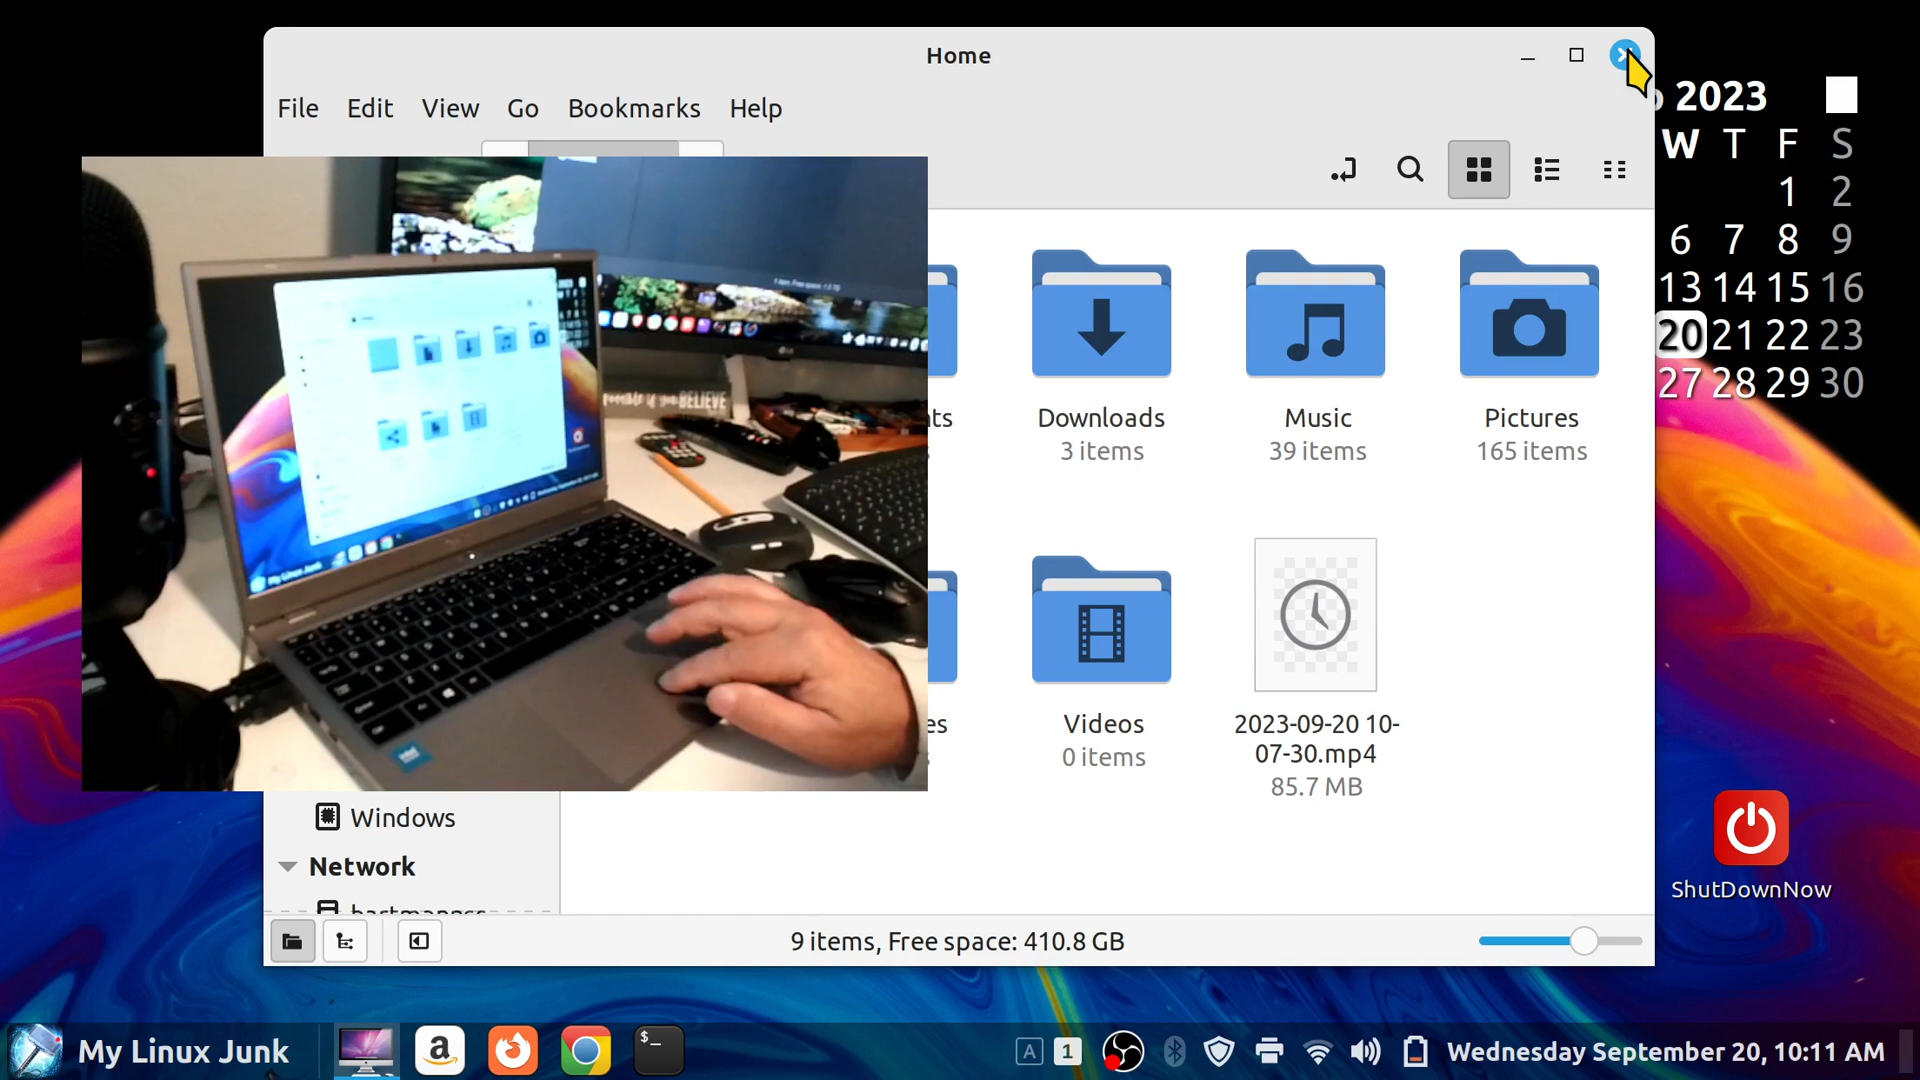 Home
File Edit View Go Bookmarks Help
2023
W T F S
1 2
6 7 8 9
13 14 15 16
20 21 22 23
27 28 29 30
BELIEVE
Downloads
3 items
Music
39 items
Pictures
165 items
Videos
0 items
2023-09-20 10-
07-30.mp4
85.7 MB
Windows
Network
ShutDownNow
9 items, Free space: 410.8 GB
My Linux Junk
a
$_
A
1
Wednesday September 20, 10:11 AM